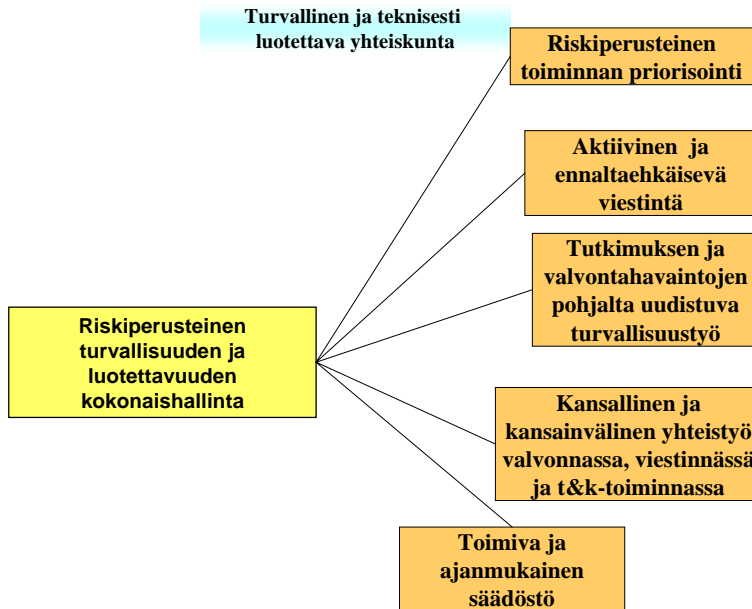 Turvallinen ja teknisesti
luotettava yhteiskunta
Riskiperusteinen
toiminnan priorisointi
Aktiivinen ja
ennaltaehkäisevä
viestintä
Tutkimuksen ja
valvontahavaintojen
pohjalta uudistuva
turvallisuustyö
Riskiperusteinen
turvallisuuden ja
luotettavuuden
kokonaishallinta
Kansallinen ja
kansainvälinen yhteistyö
valvonnassa, viestinnässä
ja t&k-toiminnassa
Toimiva ja
ajanmukainen
säädöstö